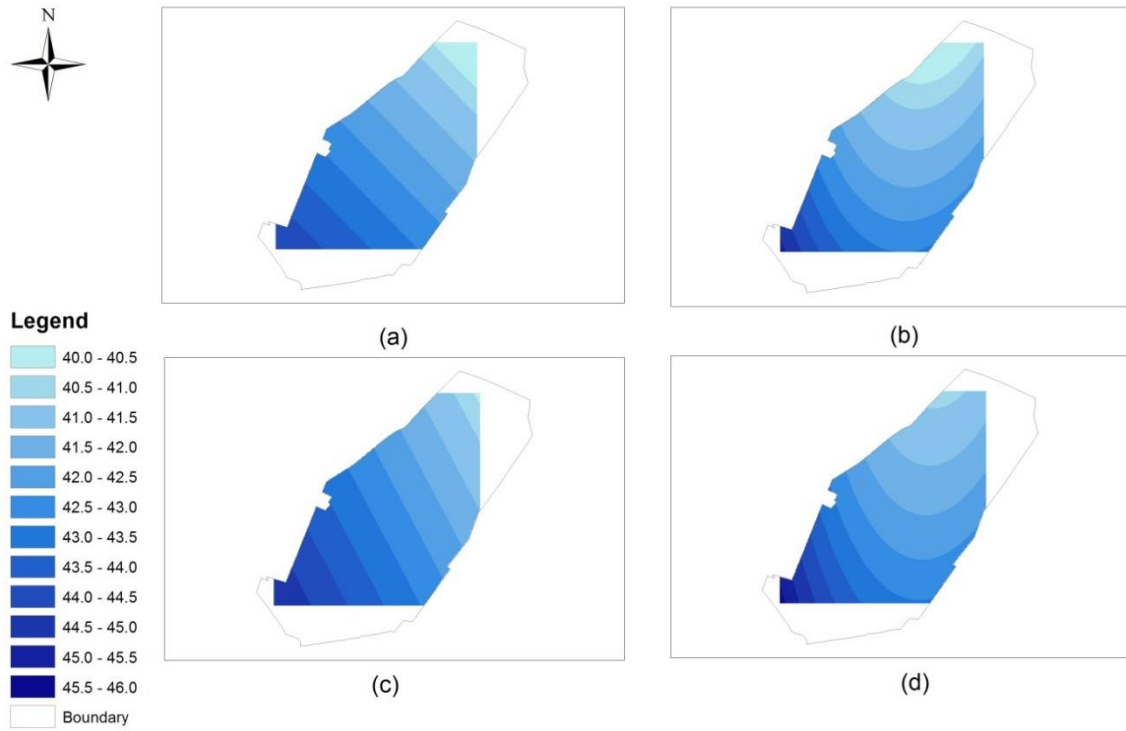 N
(a)
(b)
Legend
40.0 - 40.5
40.5 - 41.0
41.0 - 41.5
41.5 - 42.0
42.0 - 42.5
42.5 - 43.0
43.0 - 43.5
43.5 - 44.0
44.0 - 44.5
44.5 - 45.0
45.0 - 45.5
45.5 - 46.0
Boundary
(c)
(d)